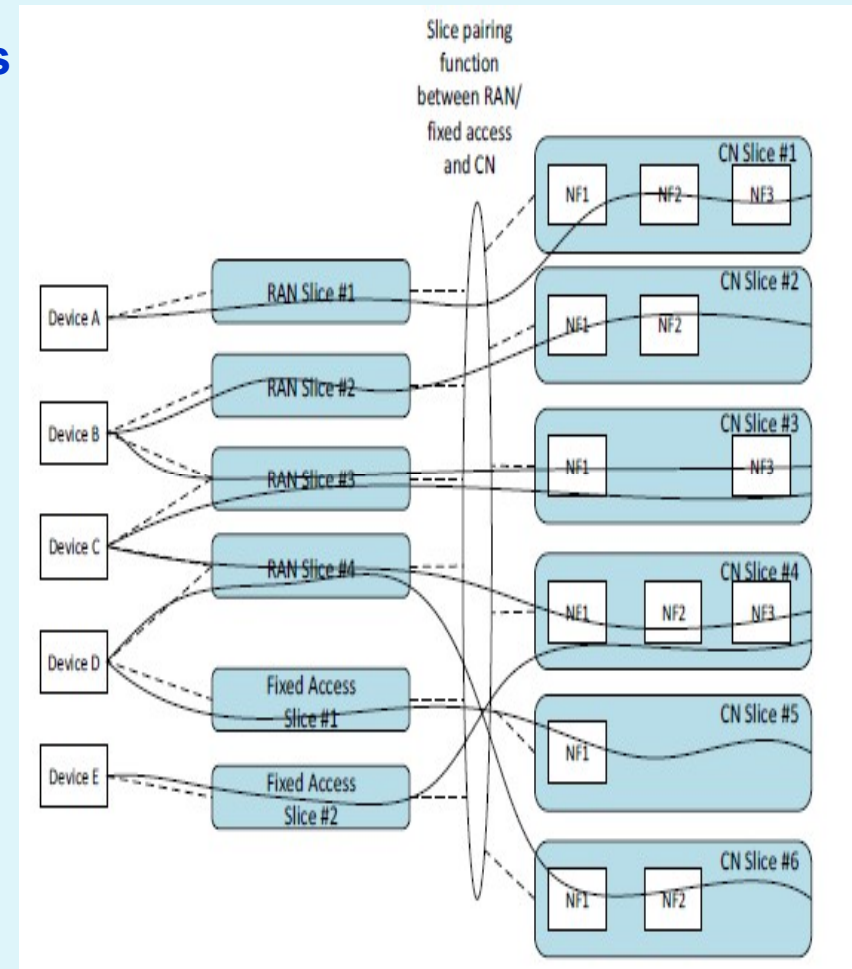 s
Slice pairing
function
between RAN/
fixed access
and CN
CN Slice #1
NF1
NF2
NF3
CN Slice #2
NF1
NF2
CN Slice #3
NF1
NF3
CN Slice #4
NF1
NF2
NF3
CN Slice #5
NF1
CN Slice #6
NF1
NF2
RAN Slice #1
RAN Slice #2
RAN Slice #3
RAN Slice #4
Fixed Access
Slice #1
Fixed Access
Slice #2
Device A
Device B
Device C
Device D
Device E